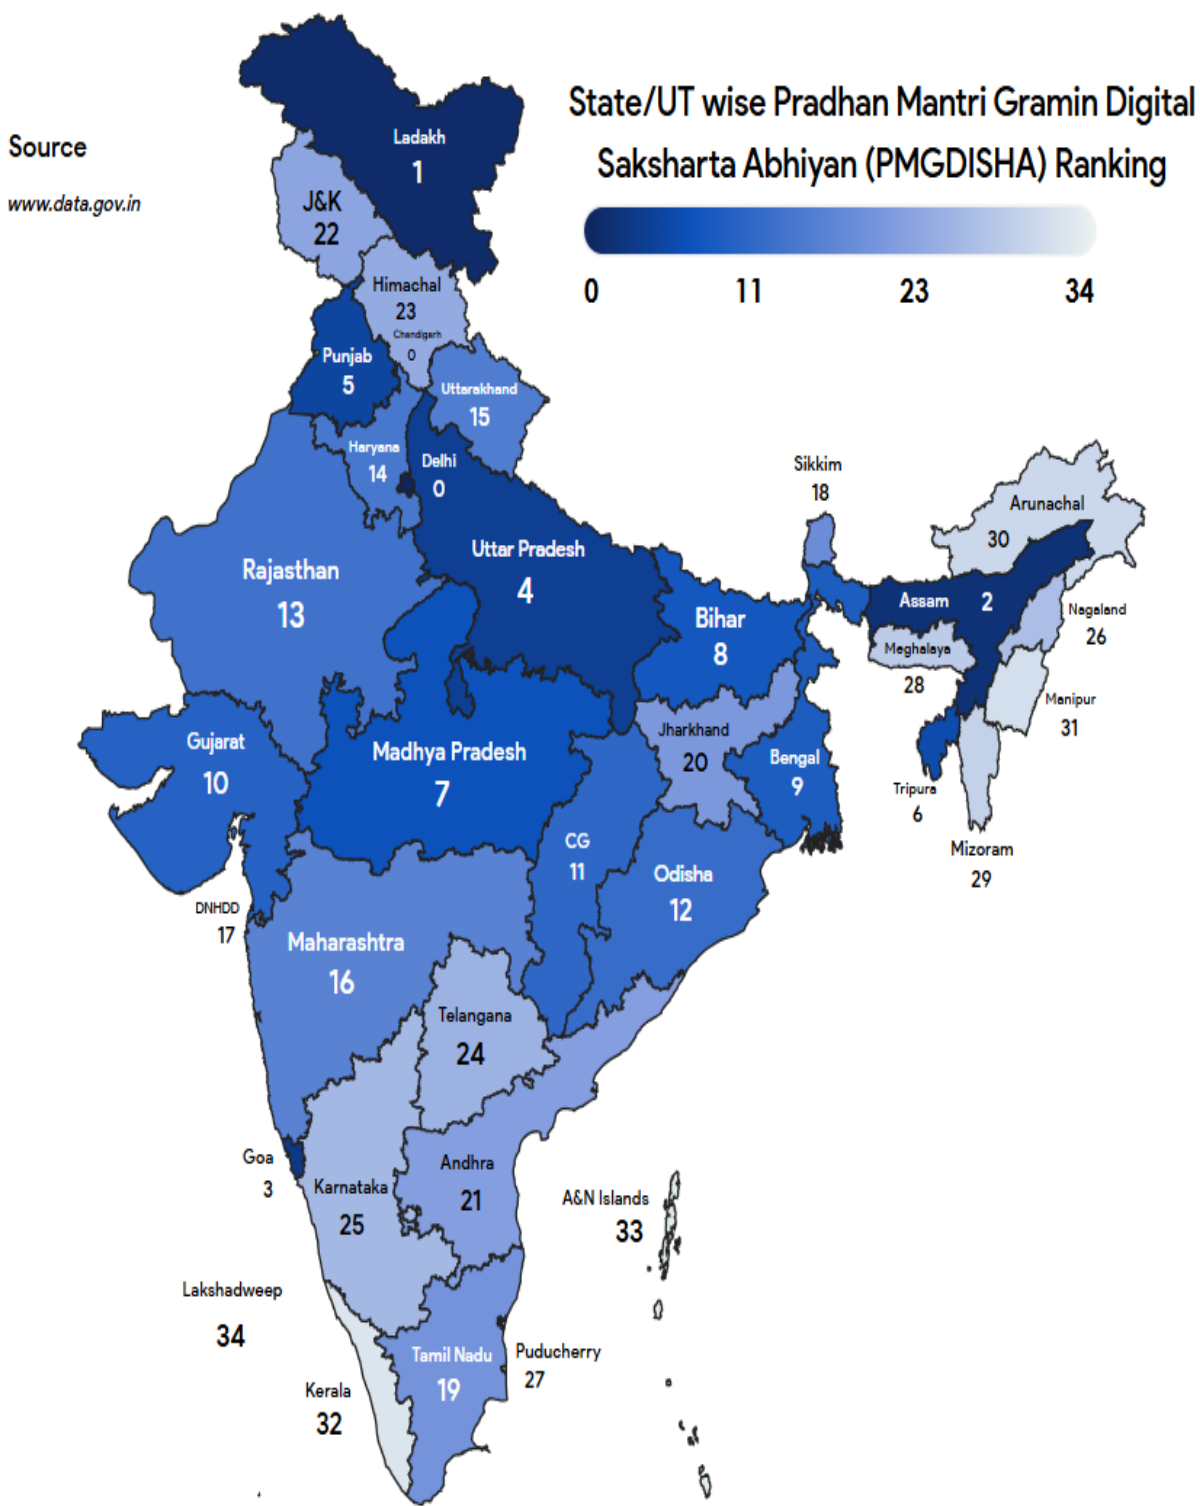 State/UT wise Pradhan Mantri Gramin Digital
Saksharta Abhiyan (PMGDISHA) Ranking
0 11 23 34
Source
www.data.gov.in
Ladakh
1
J&K
22
Himachal
23
Chandigarh
0
Punjab
5
Uttarakhand
15
Haryana
14
Delhi
0
Sikkim
18
Arunachal
30
Uttar Pradesh
4
Rajasthan
13
Bihar
8
Assam 2
Nagaland
26
Meghalaya
28
Manipur
31
Gujarat
10
Madhya Pradesh
7
Jharkhand
20
Bengal
9
Tripura
6
Mizoram
29
CG
11
Odisha
12
DNHDD
17
Maharashtra
16
Telangana
24
Goa
3
Karnataka
25
Andhra
21
A&N Islands
33
Lakshadweep
34
Tamil Nadu
19
Puducherry
27
Kerala
32